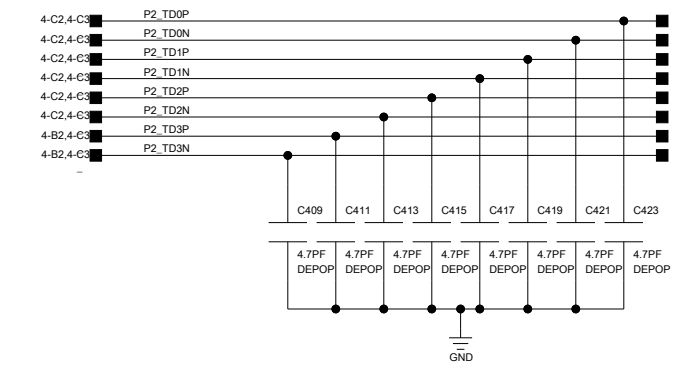 4-C2,4-C3 P2_TD0P
4-C2,4-C3 P2_TD0N
4-C2,4-C3 P2_TD1P
4-C2,4-C3 P2_TD1N
4-C2,4-C3 P2_TD2P
4-C2,4-C3 P2_TD2N
4-B2,4-C3 P2_TD3P
4-B2,4-C3 P2_TD3N
C409 C411 C413 C415 C417 C419 C421 C423
4.7PF 4.7PF 4.7PF 4.7PF 4.7PF 4.7PF 4.7PF 4.7PF
DEPOP DEPOP DEPOP DEPOP DEPOP DEPOP DEPOP DEPOP
GND